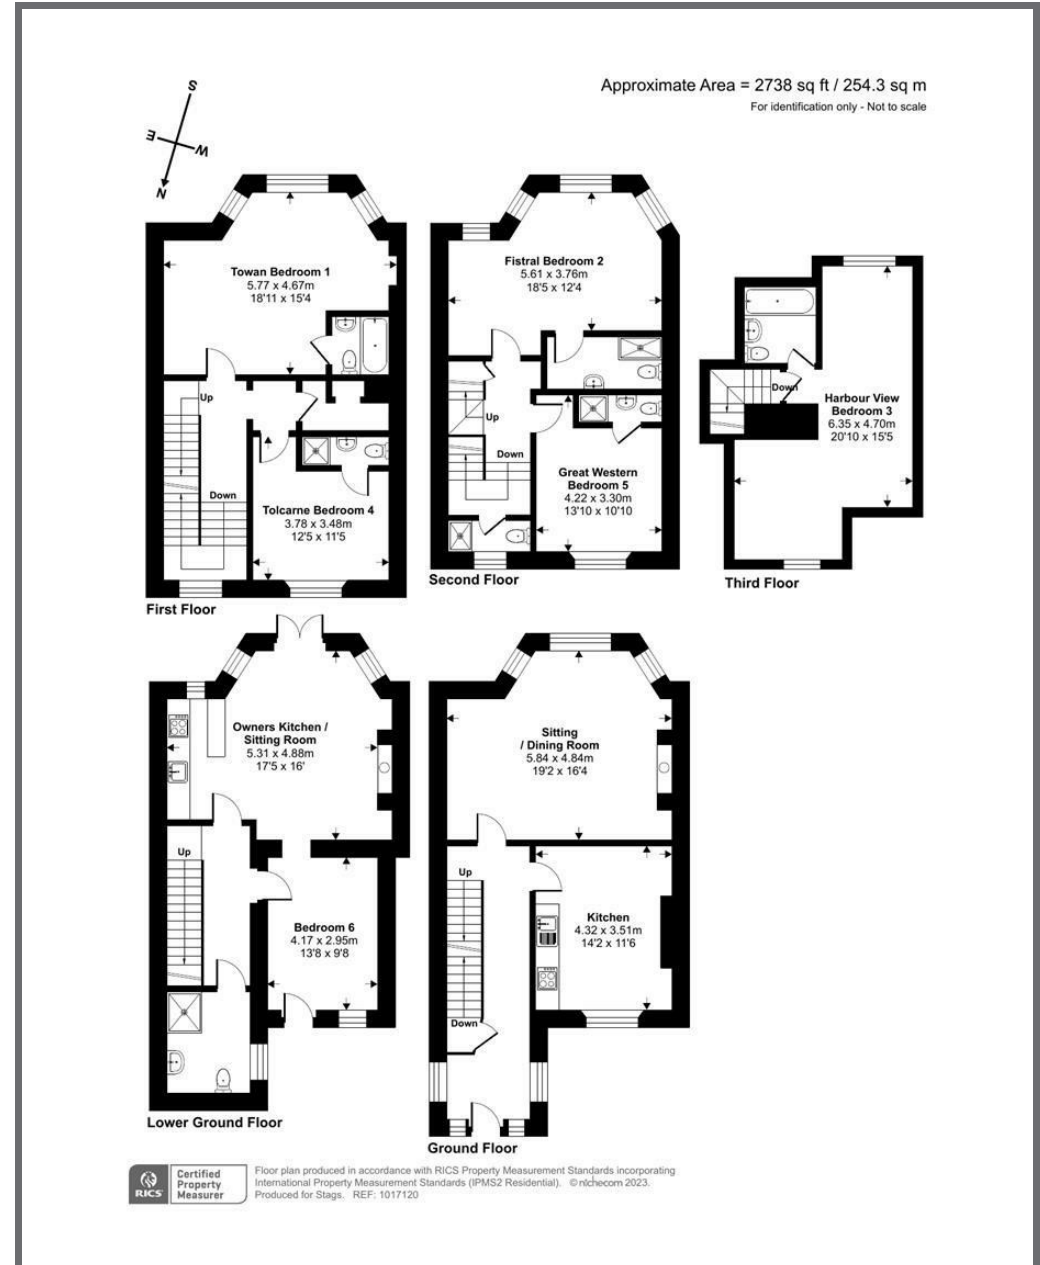 Approximate Area = 2738 sq ft / 254.3 sq m
For identification only - Not to scale
S
E
W
N
Towan Bedroom 1
5.77 x 4.67m
18'11 x 15'4
Up
Down
Tolcarne Bedroom 4
3.78 x 3.48m
12'5 x 11'5
First Floor
Fistral Bedroom 2
5.61 x 3.76m
18'5 x 12'4
Up
Down
Great Western
Bedroom 5
4.22 x 3.30m
13'10 x 10'10
Second Floor
Down
Harbour View
Bedroom 3
6.35 x 4.70m
20'10 x 15'5
Third Floor
Owners Kitchen /
Sitting Room
5.31 x 4.88m
17'5 x 16'
Up
Bedroom 6
4.17 x 2.95m
13'8 x 9'8
Lower Ground Floor
Sitting
/ Dining Room
5.84 x 4.84m
19'2 x 16'4
Up
Kitchen
4.32 x 3.51m
14'2 x 11'6
Down
Ground Floor
RICS
Certified
Property
Measurer
Floor plan produced in accordance with RICS Property Measurement Standards incorporating
International Property Measurement Standards (IPMS2 Residential). © nichecom 2023.
Produced for Stags. REF: 1017120